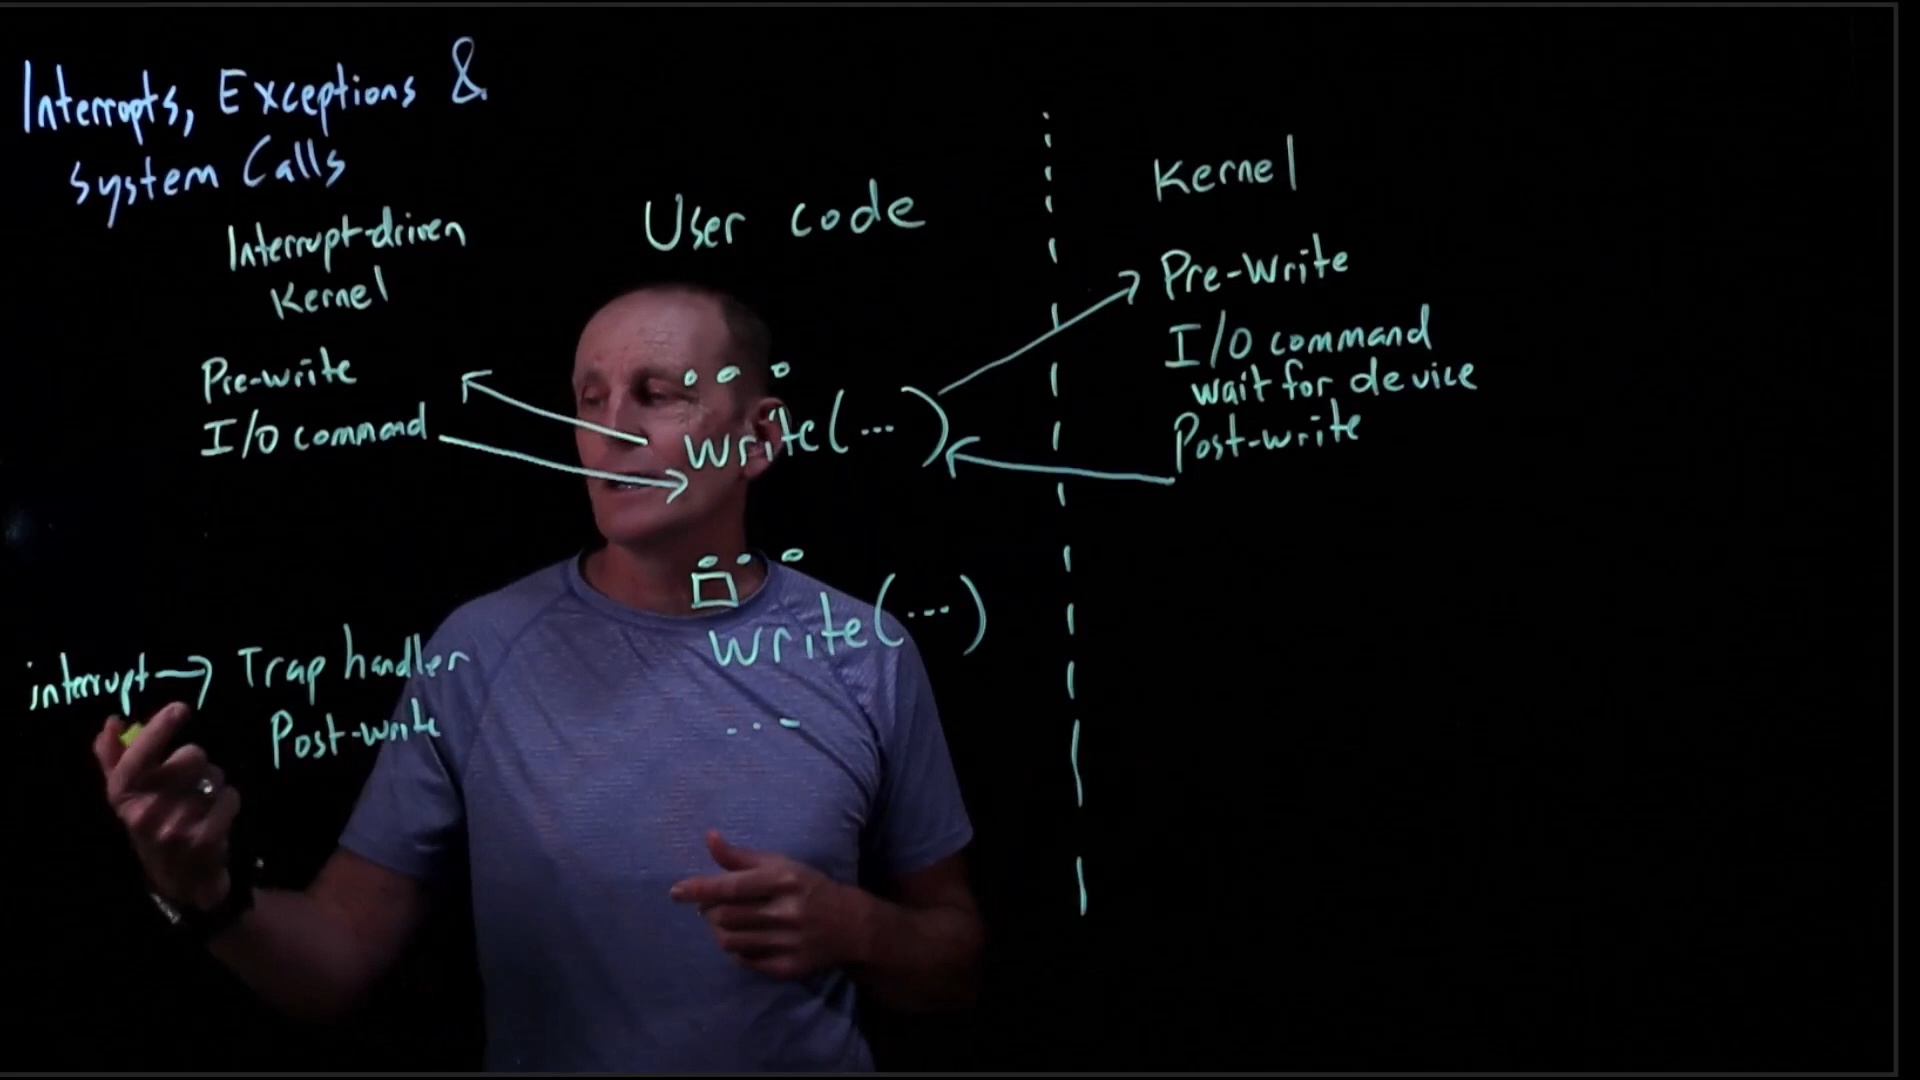 Interrupts, Exceptions &
System Calls
Interrupt-driven
Kernel
Pre-write
I/O command
interrupt → Trap handler
Post-write
User code
...
write(...)
...
write(...)
...
Kernel
Pre-write
I/O command
wait for device
Post-write